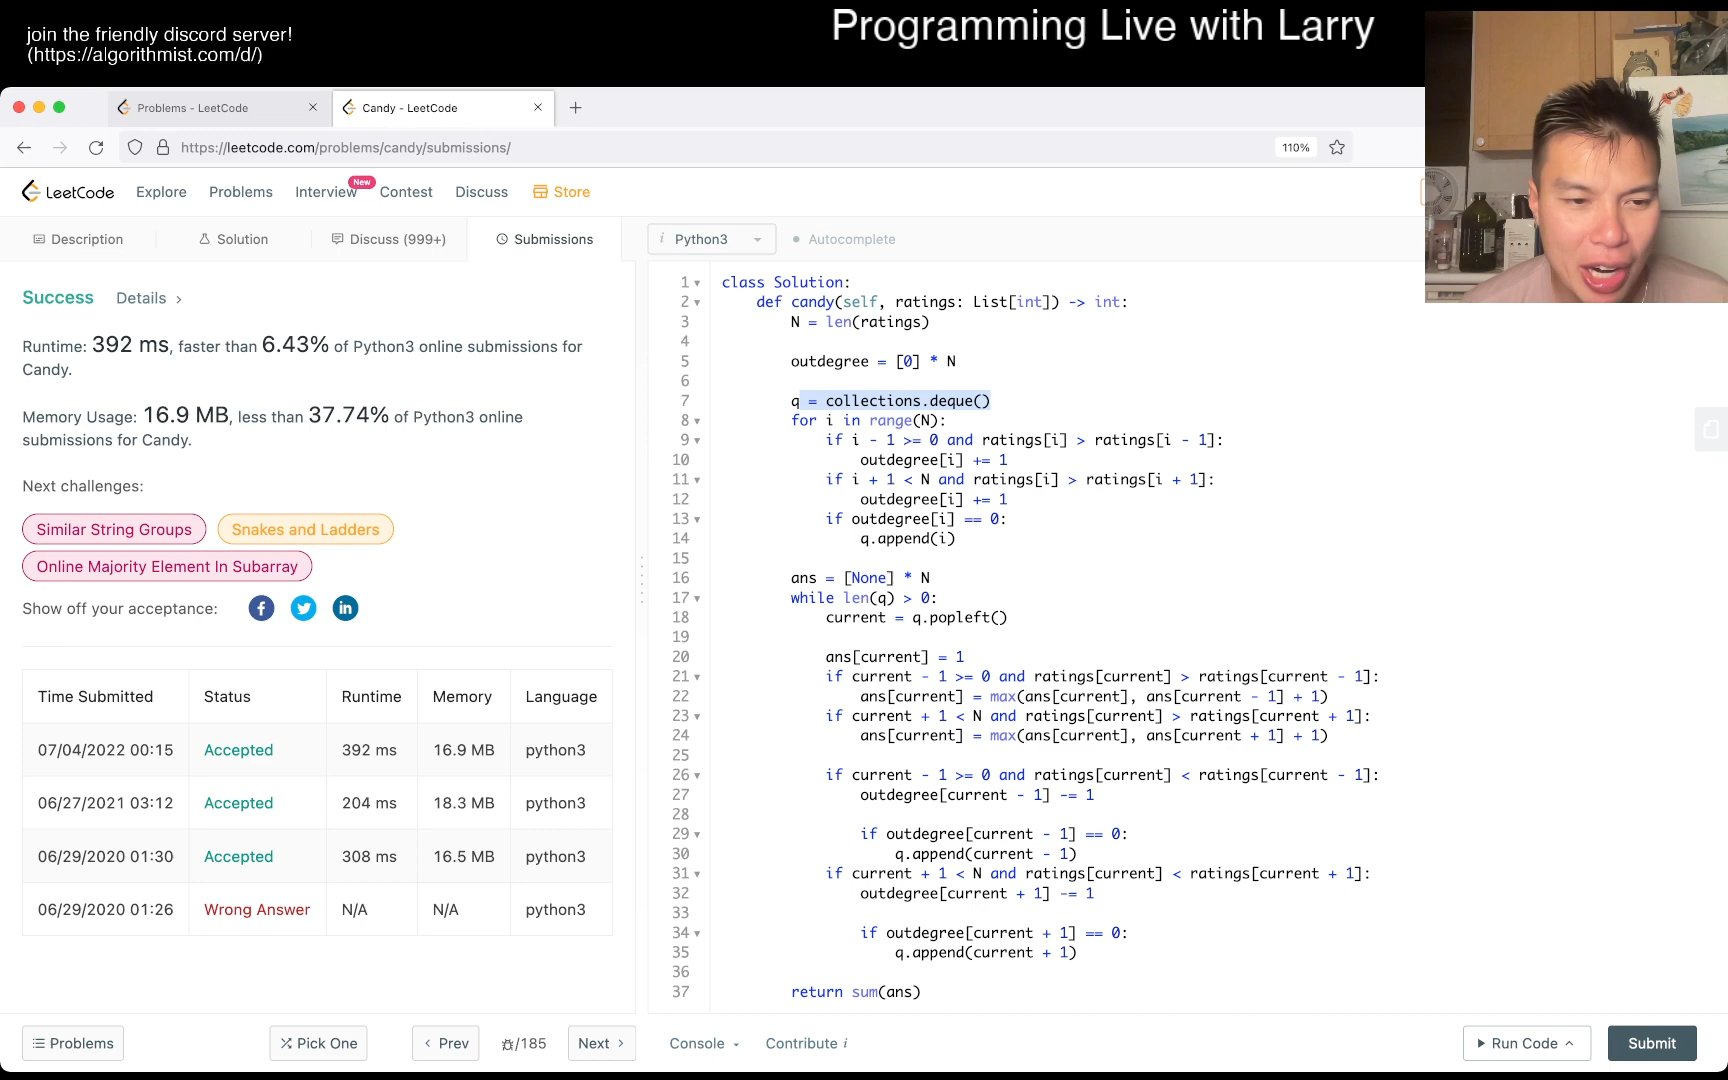 join the friendly discord server!
(https://algorithmist.com/d/)
Programming Live with Larry
Problems - LeetCode
Candy - LeetCode
https://leetcode.com/problems/candy/submissions/
110%
LeetCode
Explore
Problems
Interview
New
Contest
Discuss
Store
Description
Solution
Discuss (999+)
Submissions
i Python3
Autocomplete
Success
Details
Runtime: 392 ms, faster than 6.43% of Python3 online submissions for
Candy.
Memory Usage: 16.9 MB, less than 37.74% of Python3 online
submissions for Candy.
Next challenges:
Similar String Groups
Snakes and Ladders
Online Majority Element In Subarray
Show off your acceptance:
Time Submitted Status Runtime Memory Language
07/04/2022 00:15 Accepted 392 ms 16.9 MB python3
06/27/2021 03:12 Accepted 204 ms 18.3 MB python3
06/29/2020 01:30 Accepted 308 ms 16.5 MB python3
06/29/2020 01:26 Wrong Answer N/A N/A python3
1 class Solution:
2 def candy(self, ratings: List[int]) -> int:
3 N = len(ratings)
4
5 outdegree = [0] * N
6
7 q = collections.deque()
8 for i in range(N):
9 if i - 1 >= 0 and ratings[i] > ratings[i - 1]:
10 outdegree[i] += 1
11 if i + 1 < N and ratings[i] > ratings[i + 1]:
12 outdegree[i] += 1
13 if outdegree[i] == 0:
14 q.append(i)
15
16 ans = [None] * N
17 while len(q) > 0:
18 current = q.popleft()
19
20 ans[current] = 1
21 if current - 1 >= 0 and ratings[current] > ratings[current - 1]:
22 ans[current] = max(ans[current], ans[current - 1] + 1)
23 if current + 1 < N and ratings[current] > ratings[current + 1]:
24 ans[current] = max(ans[current], ans[current + 1] + 1)
25
26 if current - 1 >= 0 and ratings[current] < ratings[current - 1]:
27 outdegree[current - 1] -= 1
28
29 if outdegree[current - 1] == 0:
30 q.append(current - 1)
31 if current + 1 < N and ratings[current] < ratings[current + 1]:
32 outdegree[current + 1] -= 1
33
34 if outdegree[current + 1] == 0:
35 q.append(current + 1)
36
37 return sum(ans)
Problems
Pick One
Prev
/185
Next
Console
Contribute i
Run Code
Submit